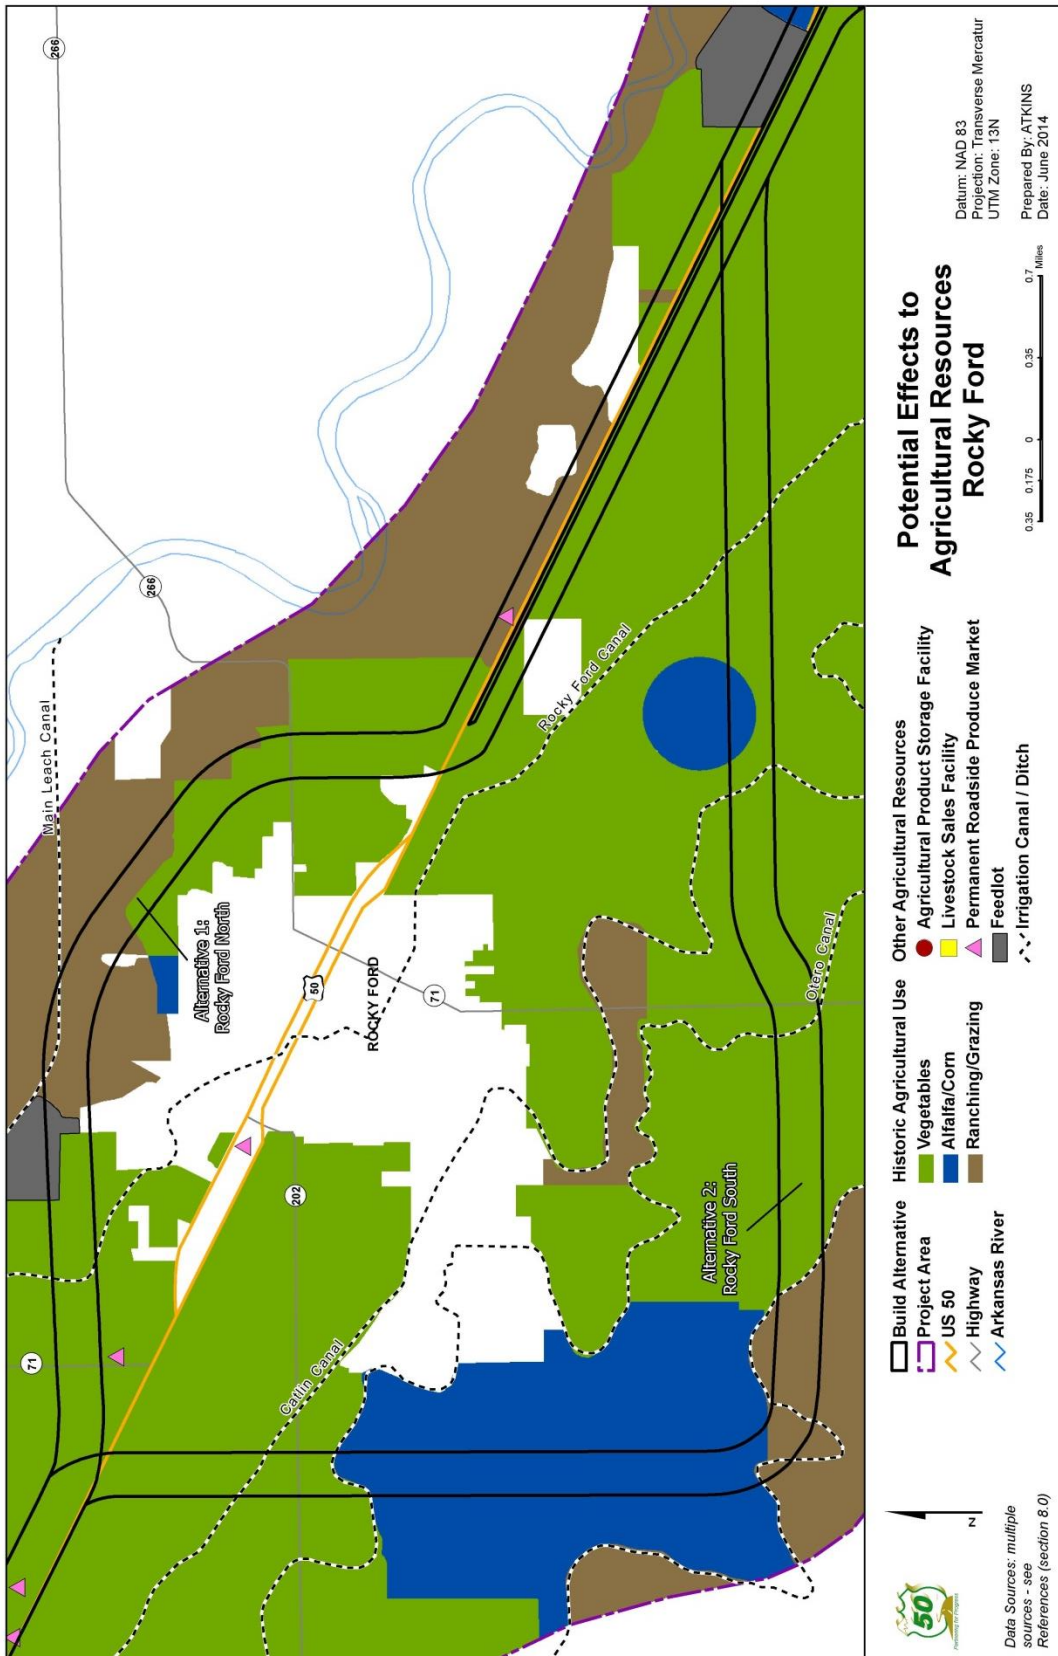 266
Main Leach Canal
266
Alternative 1:
Rocky Ford North
50
ROCKY FORD
71
Rocky Ford Canal
202
71
Catlin Canal
Alternative 2:
Rocky Ford South
Otero Canal
50
Partnering for Progress
Data Sources: multiple
sources - see
References (section 8.0)
N
Build Alternative
Project Area
US 50
Highway
Arkansas River
Historic Agricultural Use
Vegetables
Alfalfa/Corn
Ranching/Grazing
Other Agricultural Resources
Agricultural Product Storage Facility
Livestock Sales Facility
Permanent Roadside Produce Market
Feedlot
Irrigation Canal / Ditch
Potential Effects to
Agricultural Resources
Rocky Ford
0.35 0.175 0 0.35 0.7
Miles
Datum: NAD 83
Projection: Transverse Mercatur
UTM Zone: 13N
Prepared By: ATKINS
Date: June 2014